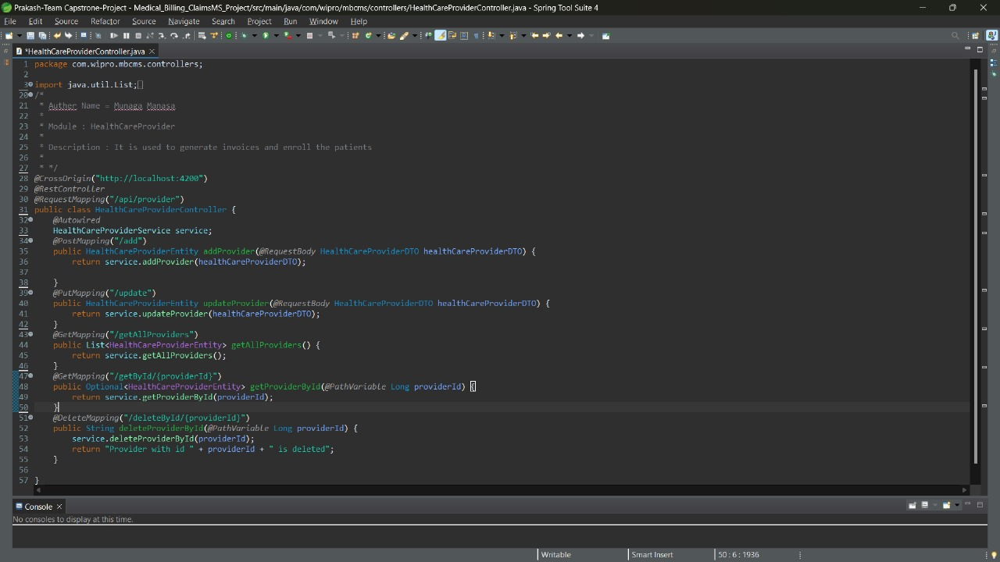 Prakash-Team Capstone-Project - Medical_Billing_ClaimsMS_Project/src/main/java/com/wipro/mbcms/controllers/HealthCareProviderController.java - Spring Tool Suite 4
File Edit Source Refactor Source Navigate Search Project Run Window Help
*HealthCareProviderController.java
1 package com.wipro.mbcms.controllers;
2
3 import java.util.List;
20 /*
21 * Auther Name = Munaga Manasa
22 *
23 * Module : HealthCareProvider
24 *
25 * Description : It is used to generate invoices and enroll the patients
26 *
27 * */
28 @CrossOrigin("http://localhost:4200")
29 @RestController
30 @RequestMapping("/api/provider")
31 public class HealthCareProviderController {
32 @Autowired
33 HealthCareProviderService service;
34 @PostMapping("/add")
35 public HealthCareProviderEntity addProvider(@RequestBody HealthCareProviderDTO healthCareProviderDTO) {
36 return service.addProvider(healthCareProviderDTO);
37
38 }
39 @PutMapping("/update")
40 public HealthCareProviderEntity updateProvider(@RequestBody HealthCareProviderDTO healthCareProviderDTO) {
41 return service.updateProvider(healthCareProviderDTO);
42 }
43 @GetMapping("/getAllProviders")
44 public List<HealthCareProviderEntity> getAllProviders() {
45 return service.getAllProviders();
46 }
47 @GetMapping("/getById/{providerId}")
48 public Optional<HealthCareProviderEntity> getProviderById(@PathVariable Long providerId) {
49 return service.getProviderById(providerId);
50 }
51 @DeleteMapping("/deleteById/{providerId}")
52 public String deleteProviderById(@PathVariable Long providerId) {
53 service.deleteProviderById(providerId);
54 return "Provider with id " + providerId + " is deleted";
55 }
56
57 }
Console
No consoles to display at this time.
Writable Smart Insert 50 : 6 : 1936